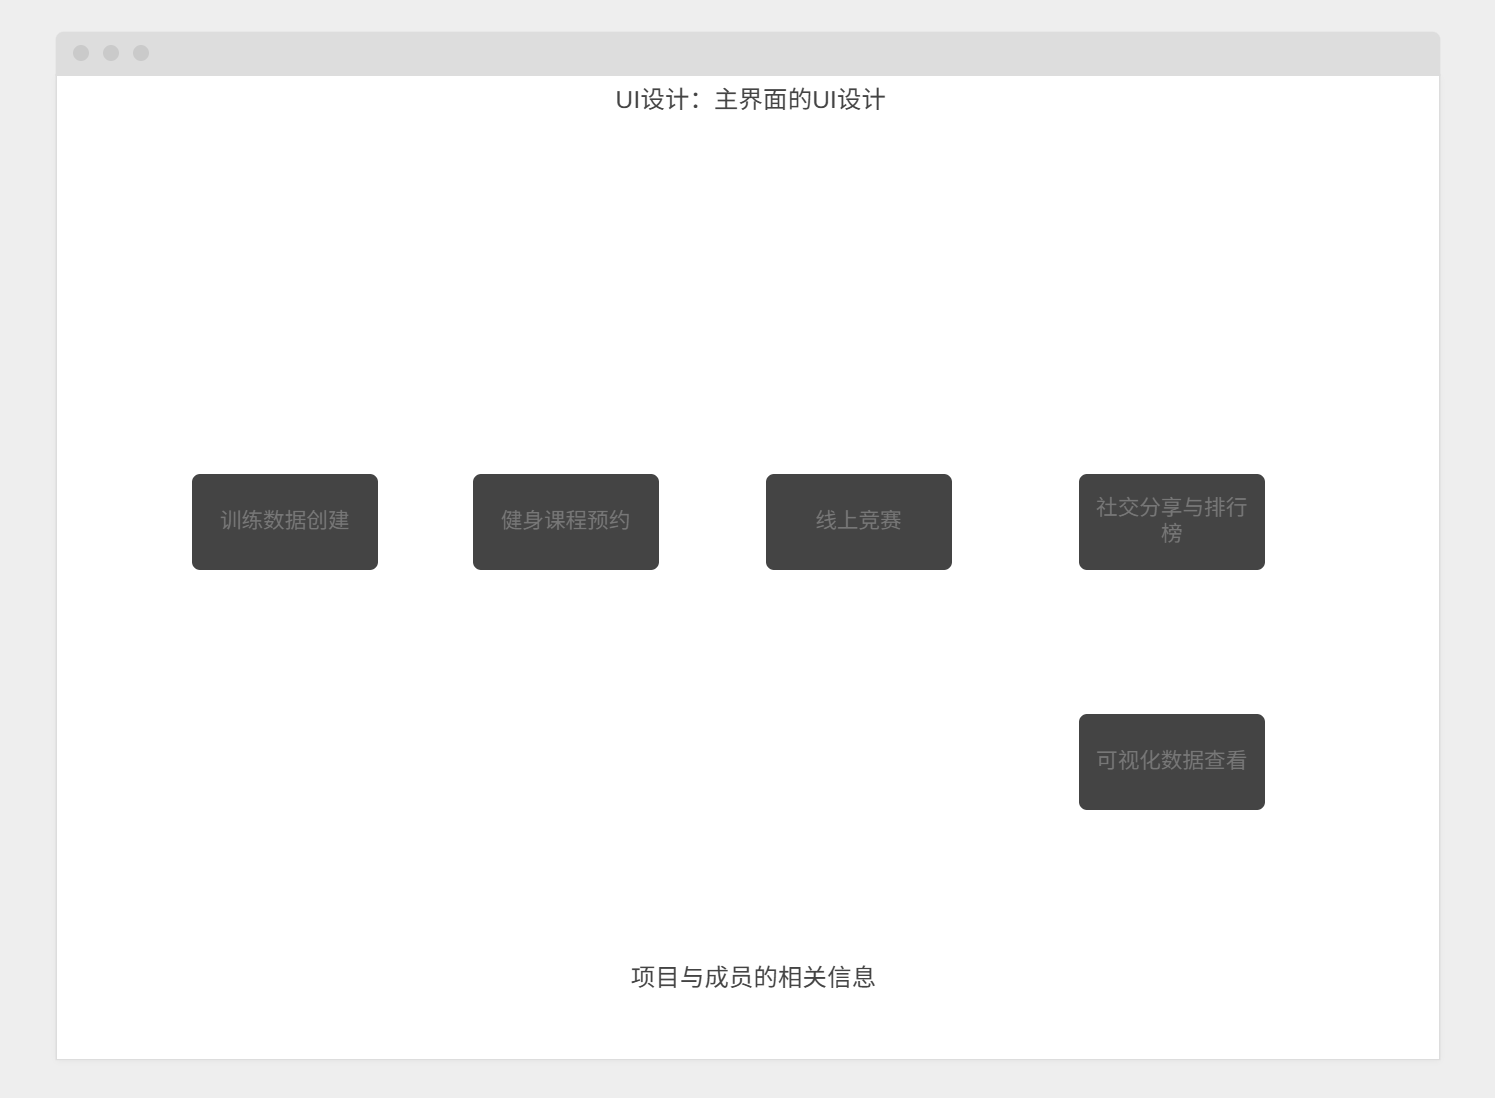 UI设计：主界面的UI设计
训练数据创建
健身课程预约
线上竞赛
社交分享与排行
榜
可视化数据查看
项目与成员的相关信息